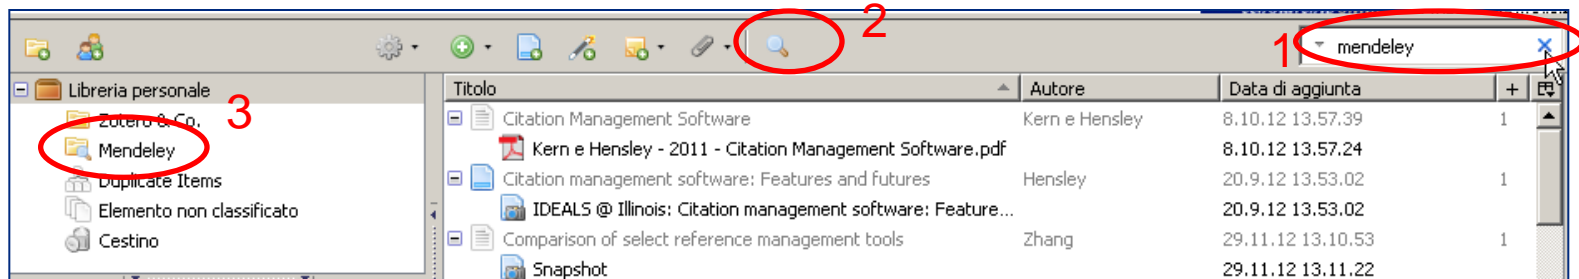 2
1 mendeley
Libreria personale
Zotero & Co. 3
Mendeley
Duplicate Items
Elemento non classificato
Cestino
Titolo Autore Data di aggiunta +
Citation Management Software Kern e Hensley 8.10.12 13.57.39 1
Kern e Hensley - 2011 - Citation Management Software.pdf 8.10.12 13.57.24
Citation management software: Features and futures Hensley 20.9.12 13.53.02 1
IDEALS @ Illinois: Citation management software: Feature... 20.9.12 13.53.02
Comparison of select reference management tools Zhang 29.11.12 13.10.53 1
Snapshot 29.11.12 13.11.22